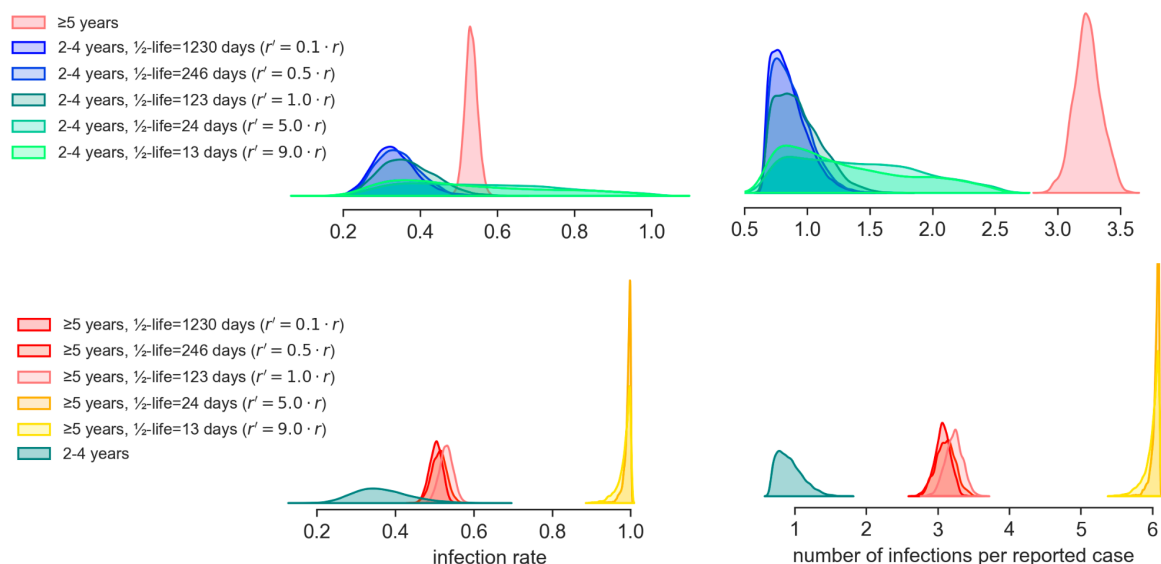 ≥5 years
2-4 years, ½-life=1230 days (r′ = 0.1 · r)
2-4 years, ½-life=246 days (r′ = 0.5 · r)
2-4 years, ½-life=123 days (r′ = 1.0 · r)
2-4 years, ½-life=24 days (r′ = 5.0 · r)
2-4 years, ½-life=13 days (r′ = 9.0 · r)
0.2 0.4 0.6 0.8 1.0
0.5 1.0 1.5 2.0 2.5 3.0 3.5
≥5 years, ½-life=1230 days (r′ = 0.1 · r)
≥5 years, ½-life=246 days (r′ = 0.5 · r)
≥5 years, ½-life=123 days (r′ = 1.0 · r)
≥5 years, ½-life=24 days (r′ = 5.0 · r)
≥5 years, ½-life=13 days (r′ = 9.0 · r)
2-4 years
0.2 0.4 0.6 0.8 1.0
infection rate
1 2 3 4 5 6
number of infections per reported case